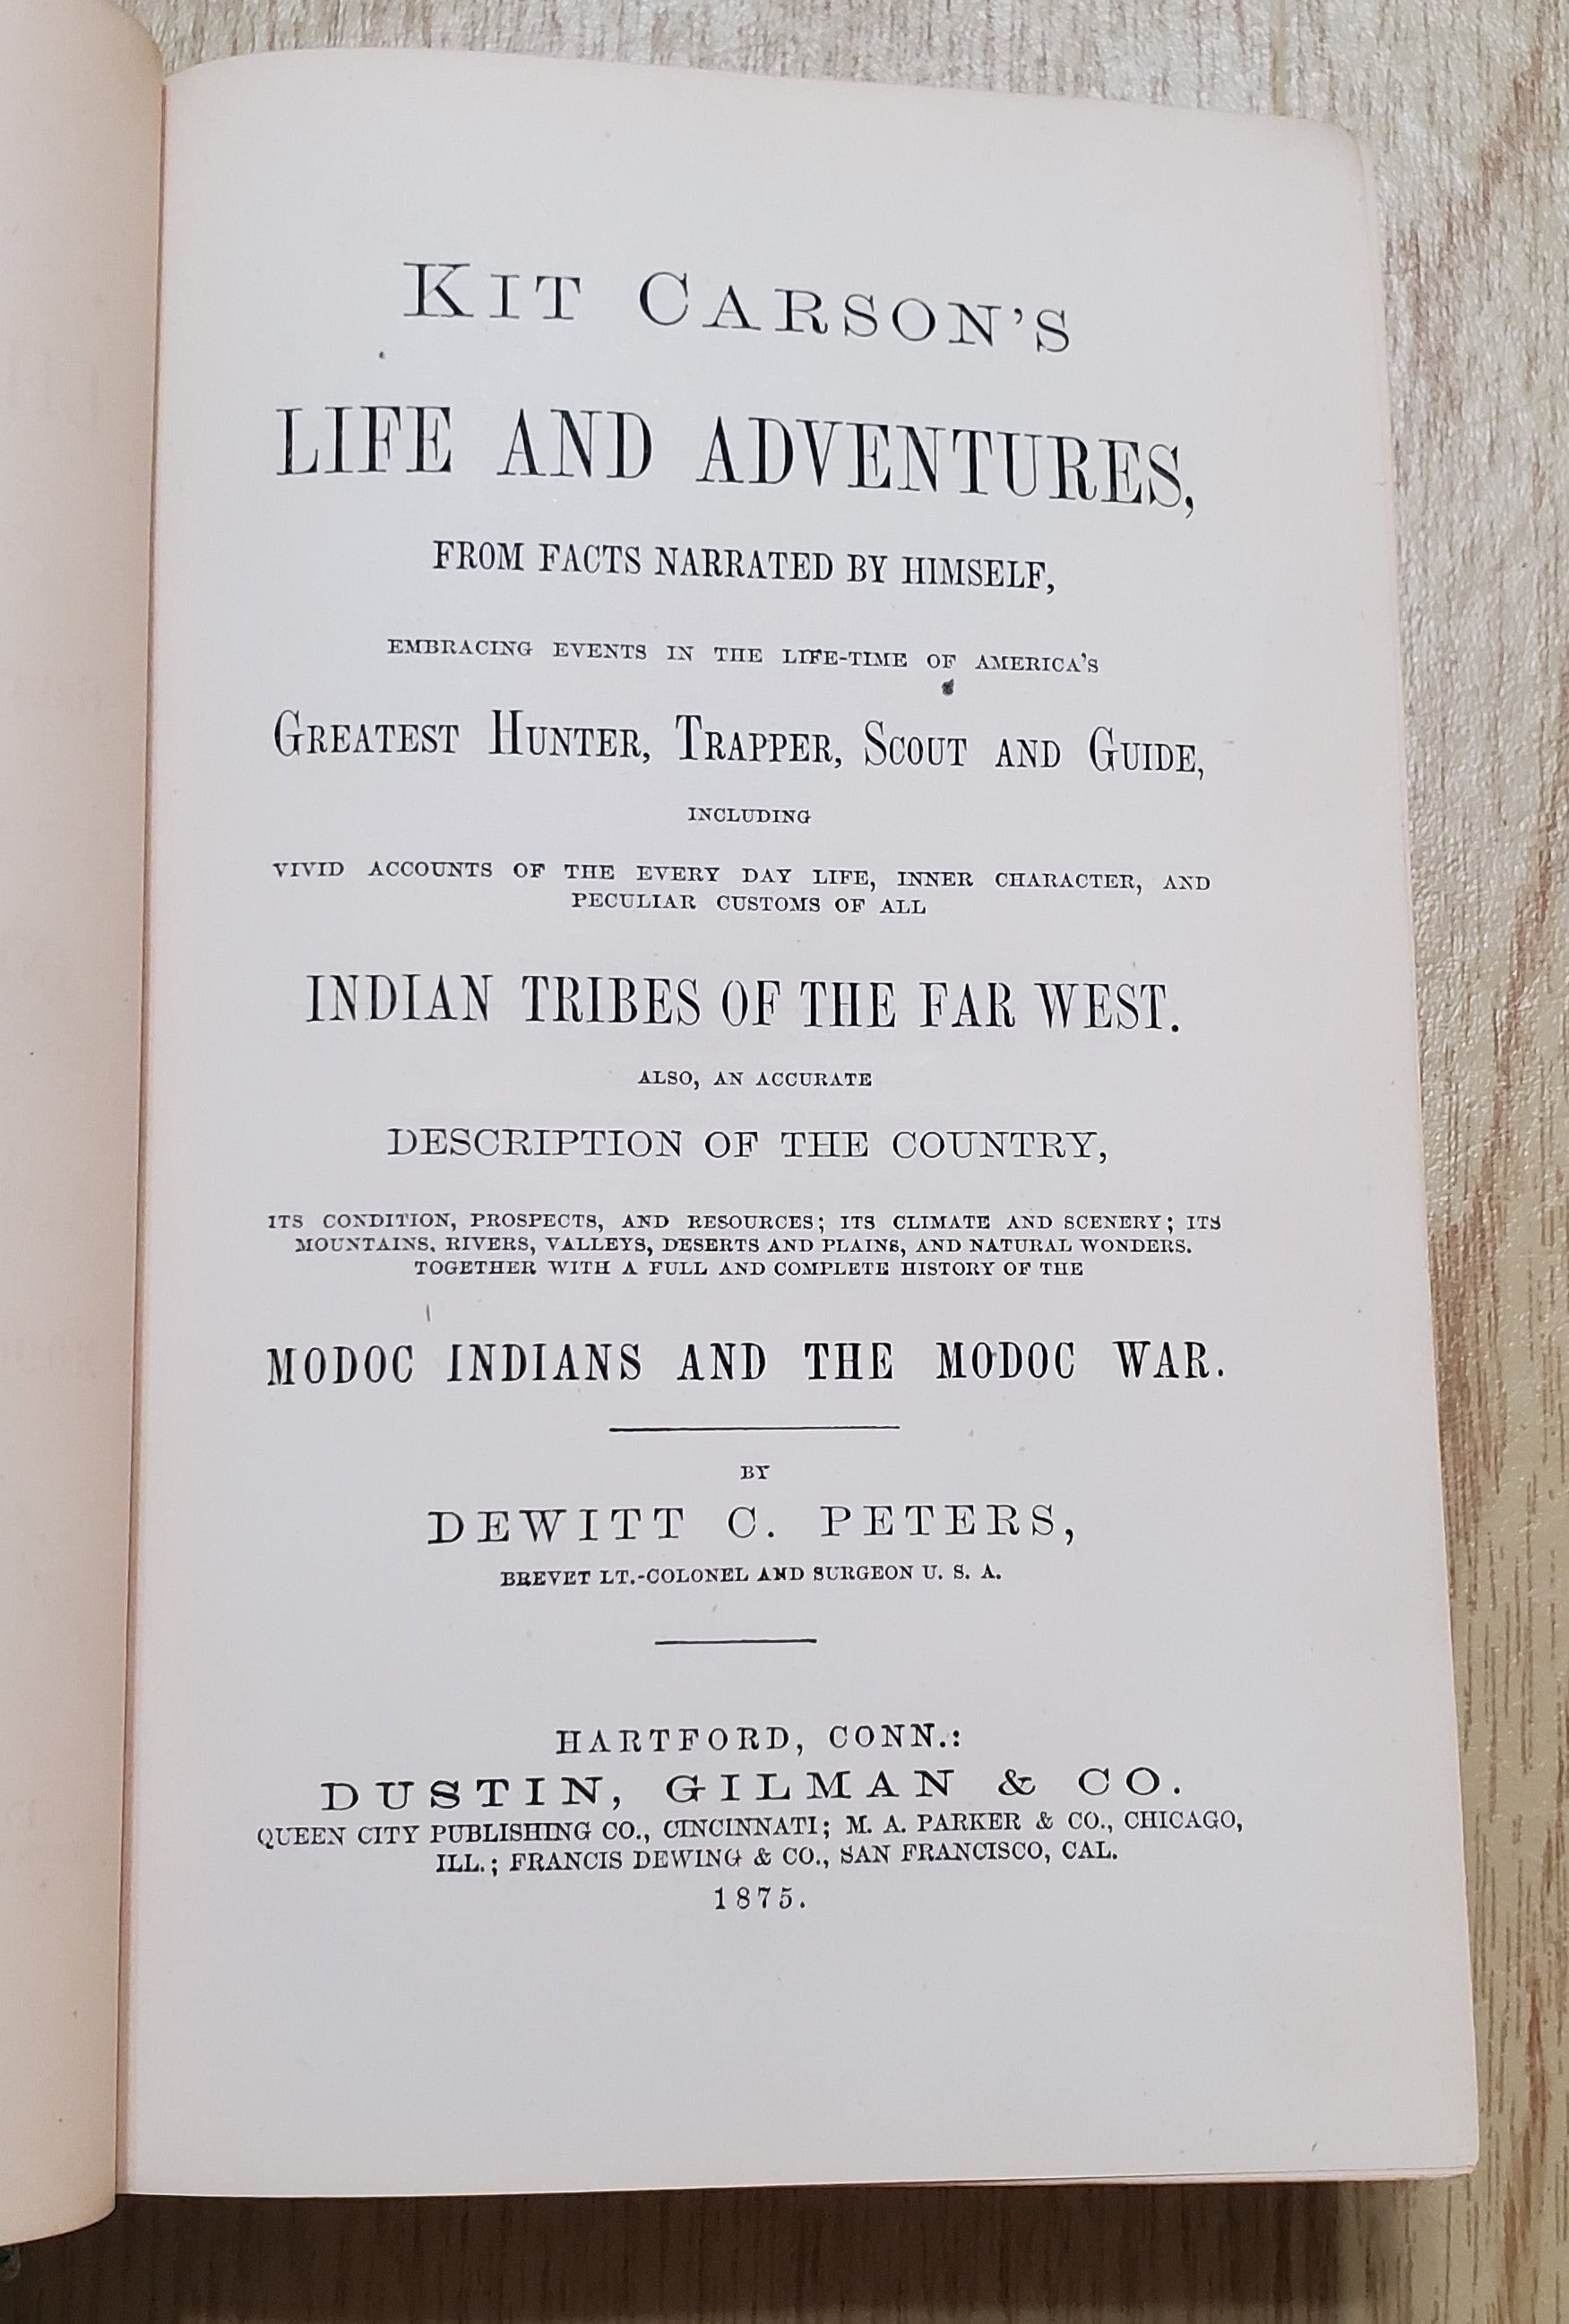 KIT CARSON'S
LIFE AND ADVENTURES,
FROM FACTS NARRATED BY HIMSELF,
EMBRACING EVENTS IN THE LIFE-TIME OF AMERICA'S
GREATEST HUNTER, TRAPPER, SCOUT AND GUIDE,
INCLUDING
VIVID ACCOUNTS OF THE EVERY DAY LIFE, INNER CHARACTER, AND
PECULIAR CUSTOMS OF ALL
INDIAN TRIBES OF THE FAR WEST.
ALSO, AN ACCURATE
DESCRIPTION OF THE COUNTRY,
ITS CONDITION, PROSPECTS, AND RESOURCES; ITS CLIMATE AND SCENERY; ITS
MOUNTAINS, RIVERS, VALLEYS, DESERTS AND PLAINS, AND NATURAL WONDERS.
TOGETHER WITH A FULL AND COMPLETE HISTORY OF THE
MODOC INDIANS AND THE MODOC WAR.
BY
DEWITT C. PETERS,
BREVET LT.-COLONEL AND SURGEON U. S. A.
HARTFORD, CONN.:
DUSTIN, GILMAN & CO.
QUEEN CITY PUBLISHING CO., CINCINNATI; M. A. PARKER & CO., CHICAGO,
ILL.; FRANCIS DEWING & CO., SAN FRANCISCO, CAL.
1875.